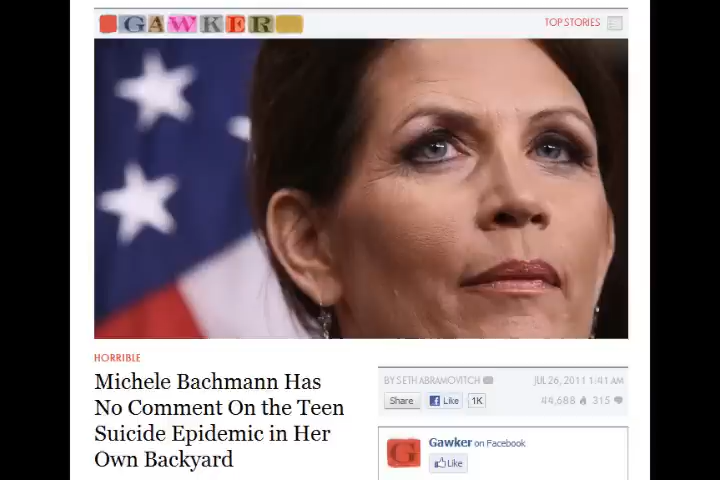 GAWKER
TOP STORIES
HORRIBLE
Michele Bachmann Has
No Comment On the Teen
Suicide Epidemic in Her
Own Backyard
BY SETH ABRAMOVITCH
JUL 26, 2011 1:41 AM
Share
Like
1K
44,688
315
G
Gawker on Facebook
Like